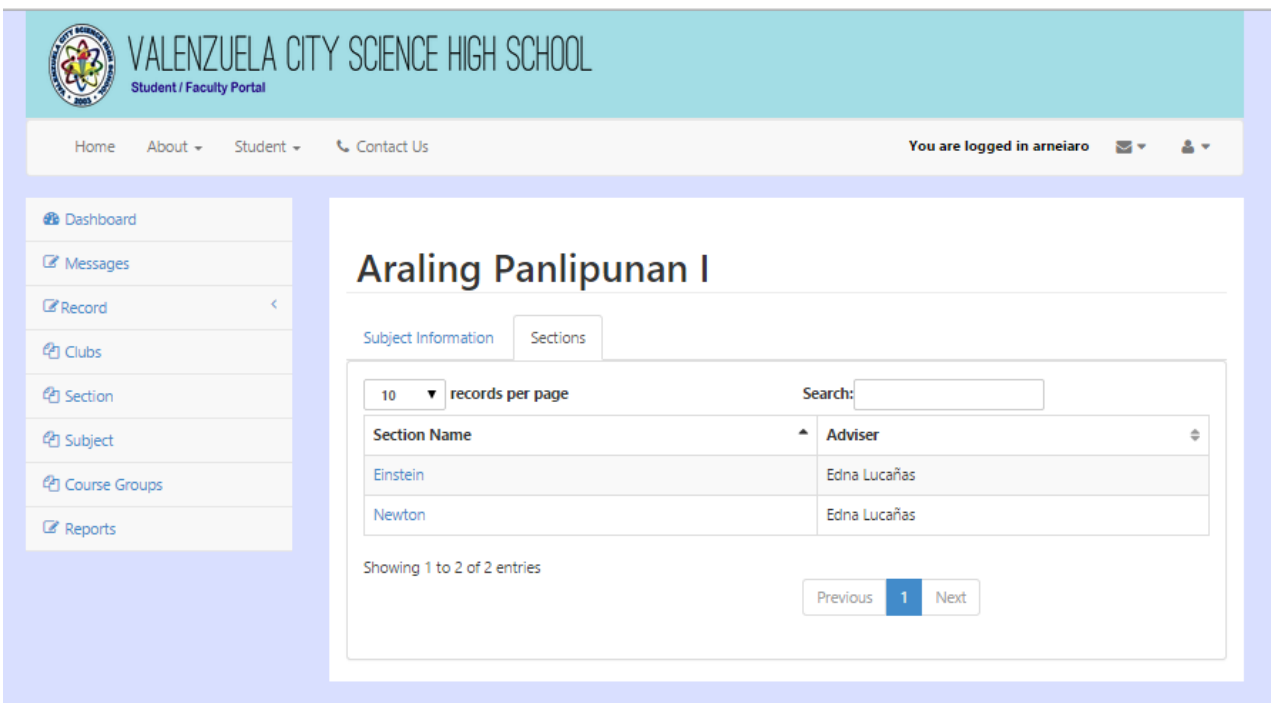 VALENZUELA CITY SCIENCE HIGH SCHOOL
Student / Faculty Portal
Home About Student Contact Us You are logged in arneiaro
Dashboard
Messages
Record
Clubs
Section
Subject
Course Groups
Reports
Araling Panlipunan I
Subject Information Sections
10 records per page Search:
Section Name Adviser
Einstein Edna Lucañas
Newton Edna Lucañas
Showing 1 to 2 of 2 entries
Previous 1 Next